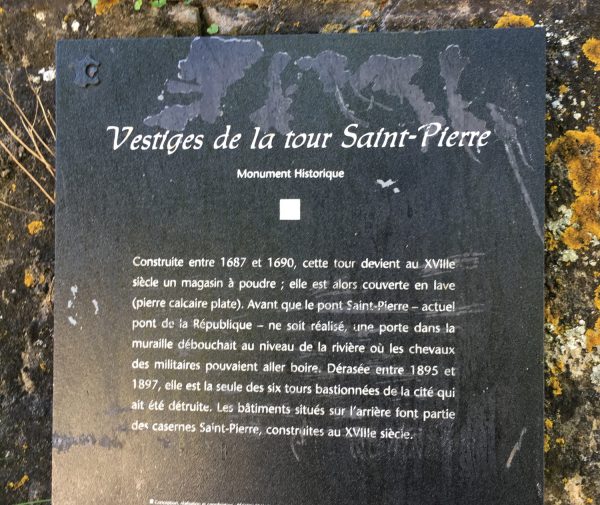 Vestiges de la tour Saint-Pierre
Monument Historique
Construite entre 1687 et 1690, cette tour devient au XVIIIe
siècle un magasin à poudre ; elle est alors couverte en lave
(pierre calcaire plate). Avant que le pont Saint-Pierre – actuel
pont de la République – ne soit réalisé, une porte dans la
muraille débouchait au niveau de la rivière où les chevaux
des militaires pouvaient aller boire. Dérasée entre 1895 et
1897, elle est la seule des six tours bastionnées de la cité qui
ait été détruite. Les bâtiments situés sur l'arrière font partie
des casernes Saint-Pierre, construites au XVIIIe siècle.